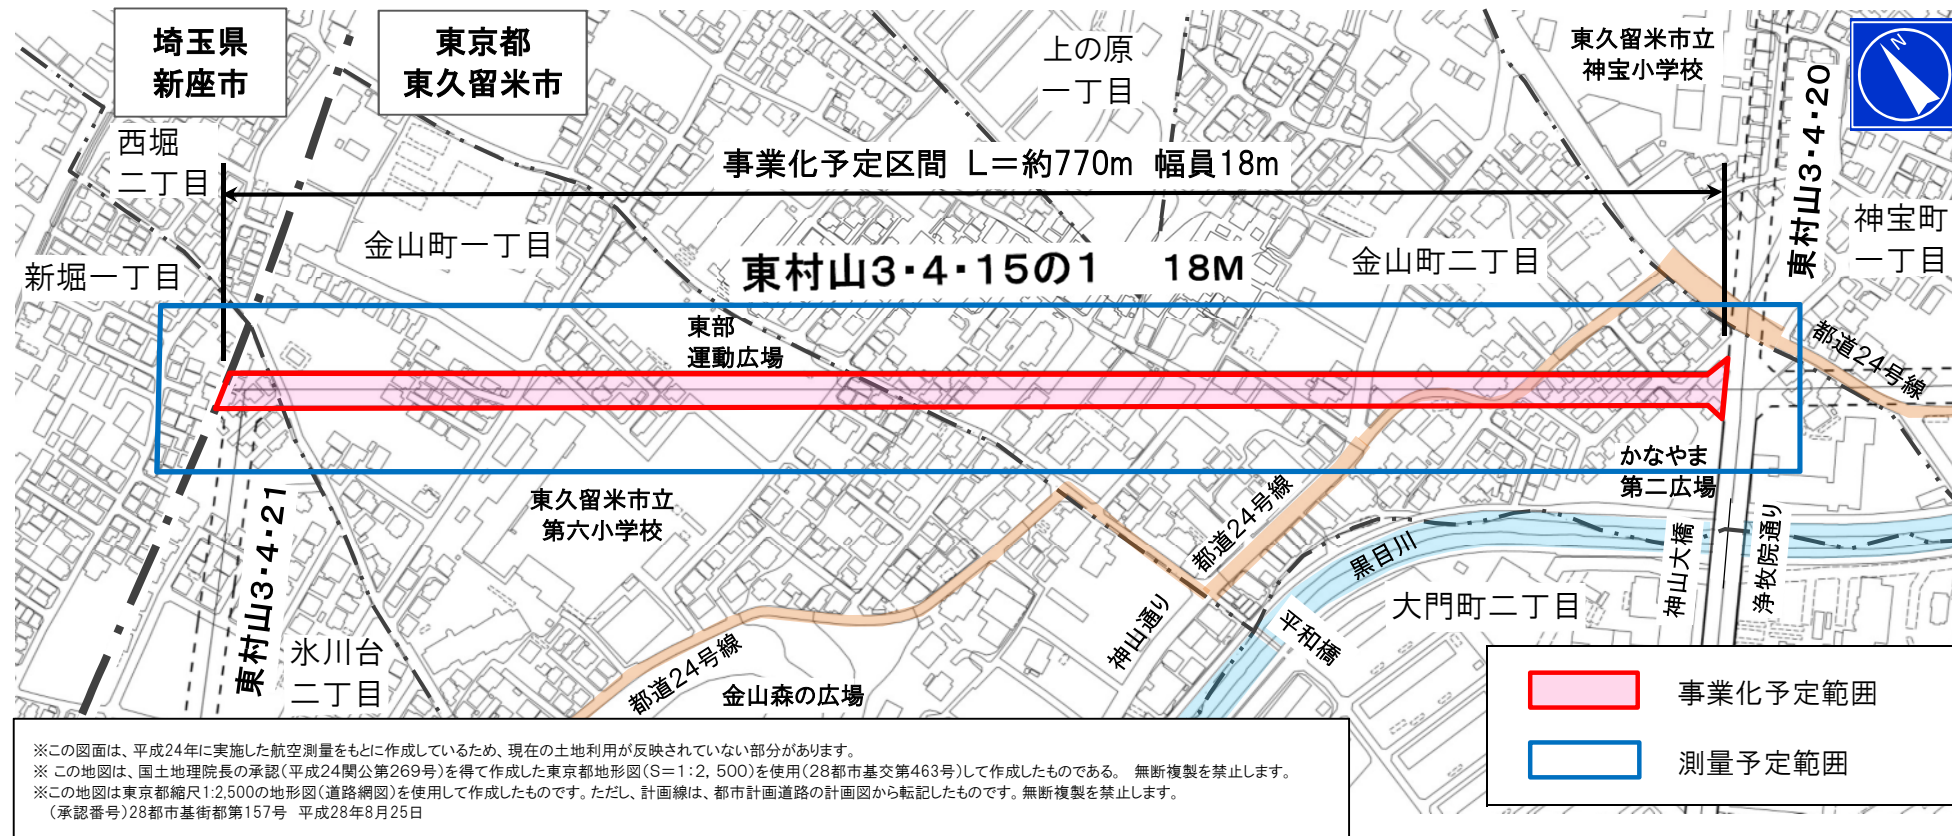 埼玉県
新座市
東京都
東久留米市
上の原
一丁目
東久留米市立
神宝小学校
N
東村山3・4・20
西堀
二丁目
事業化予定区間 L=約770m 幅員18m
神宝町
一丁目
新堀一丁目
金山町一丁目
東村山3・4・15の1 18M
金山町二丁目
東部
運動広場
都道24号線
かなやま
第二広場
東久留米市立
第六小学校
東村山3・4・21
都道24号線
黒目川
神山大橋
浄牧院通り
大門町二丁目
神山通り
平和橋
氷川台
二丁目
都道24号線
金山森の広場
事業化予定範囲
測量予定範囲
※この図面は、平成24年に実施した航空測量をもとに作成しているため、現在の土地利用が反映されていない部分があります。
※ この地図は、国土地理院長の承認(平成24関公第269号)を得て作成した東京都地形図(S=1:2,500)を使用(28都市基交第463号)して作成したものである。 無断複製を禁止します。
※この地図は東京都縮尺1:2,500の地形図(道路網図)を使用して作成したものです。ただし、計画線は、都市計画道路の計画図から転記したものです。無断複製を禁止します。
(承認番号)28都市基街都第157号 平成28年8月25日